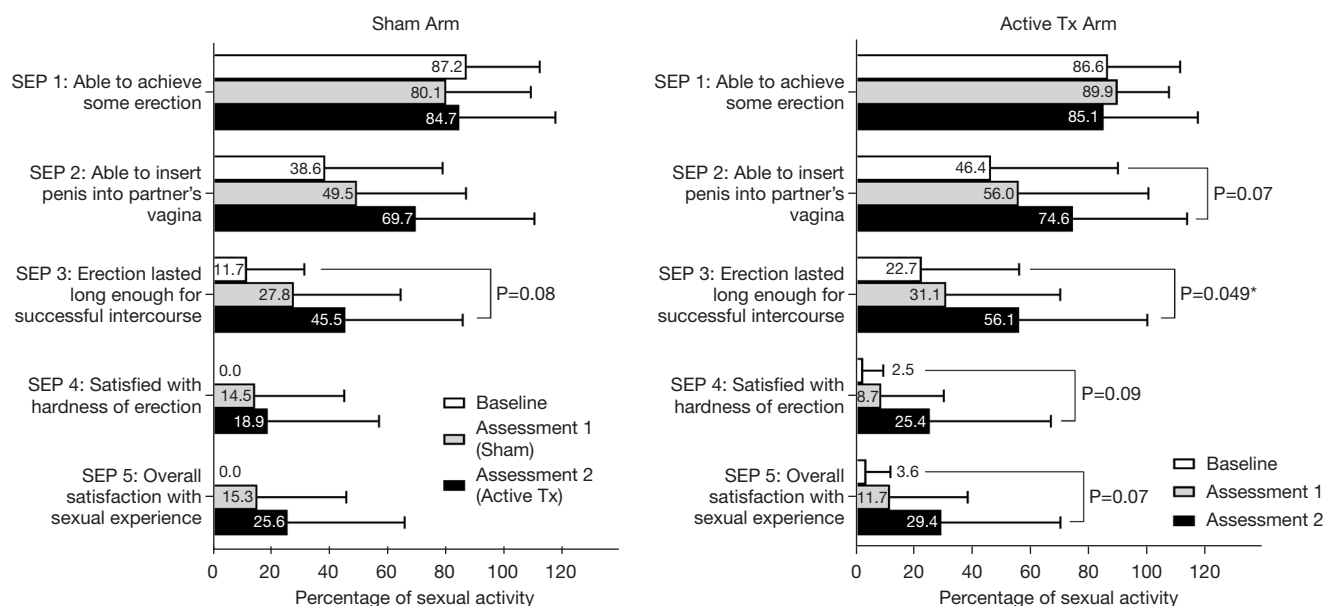 Sham Arm
SEP 1: Able to achieve
some erection
87.2
80.1
84.7
SEP 2: Able to insert
penis into partner's
vagina
38.6
49.5
69.7
SEP 3: Erection lasted
long enough for
successful intercourse
11.7
27.8
45.5
P=0.08
SEP 4: Satisfied with
hardness of erection
0.0
14.5
18.9
SEP 5: Overall
satisfaction with
sexual experience
0.0
15.3
25.6
Baseline
Assessment 1
(Sham)
Assessment 2
(Active Tx)
0 20 40 60 80 100 120
Percentage of sexual activity
Active Tx Arm
SEP 1: Able to achieve
some erection
86.6
89.9
85.1
SEP 2: Able to insert
penis into partner's
vagina
46.4
56.0
74.6
P=0.07
SEP 3: Erection lasted
long enough for
successful intercourse
22.7
31.1
56.1
P=0.049*
SEP 4: Satisfied with
hardness of erection
2.5
8.7
25.4
P=0.09
SEP 5: Overall
satisfaction with
sexual experience
3.6
11.7
29.4
P=0.07
Baseline
Assessment 1
Assessment 2
0 20 40 60 80 100 120
Percentage of sexual activity